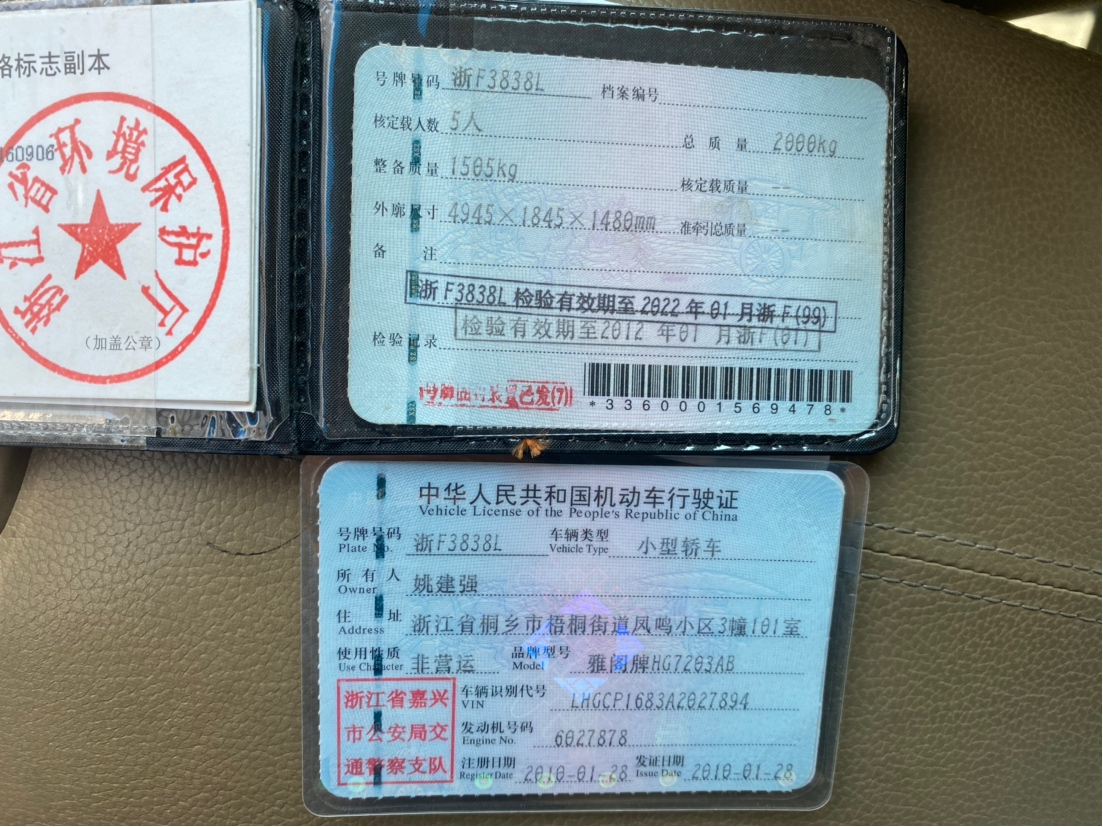 格标志副本
160906
浙江省环境保护厅
(加盖公章)
号牌号码 浙F3838L 档案编号
核定载人数 5人 总质量 2000kg
整备质量 1505kg 核定载质量 --
外廓尺寸 4945×1845×1480mm 准牵引总质量 --
备注
浙F3838L 检验有效期至2022年01月浙F(99)
检验记录 检验有效期至2012年01月浙F(01)
已发(7)
*3360001569478*
中华人民共和国机动车行驶证
Vehicle License of the People's Republic of China
号牌号码 浙F3838L 车辆类型 小型轿车
Plate No. Vehicle Type
所有人 姚建强
Owner
住址 浙江省桐乡市梧桐街道凤鸣小区3幢101室
Address
使用性质 非营运 品牌型号 雅阁牌HG7203AB
Use Character Model
浙江省嘉兴
市公安局交
通警察支队
车辆识别代号 LHGCP1683A2027894
VIN
发动机号码 6027878
Engine No.
注册日期 2010-01-28 发证日期 2010-01-28
Register Date Issue Date